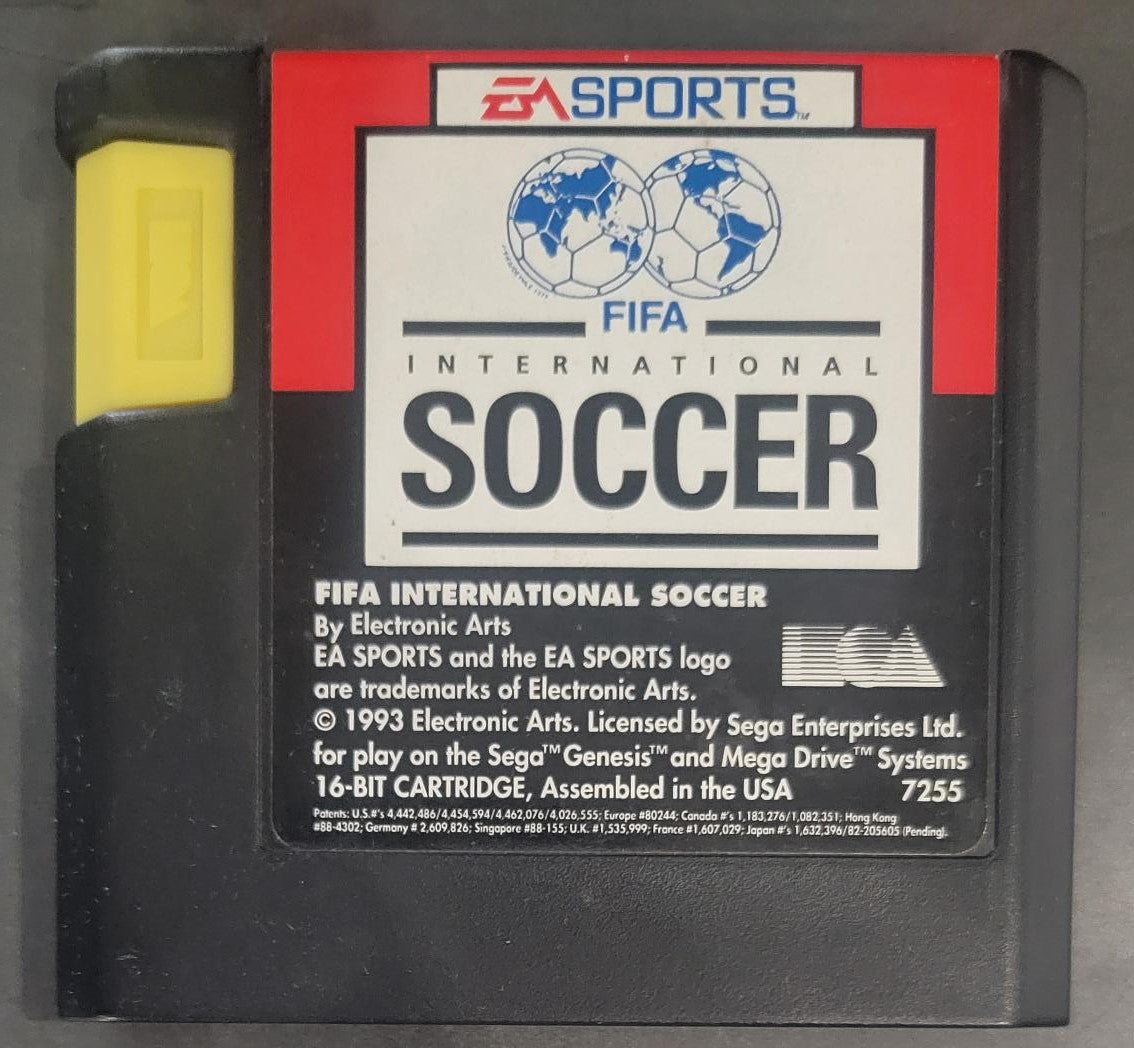 EA SPORTS™
FIFA
INTERNATIONAL
SOCCER
FIFA INTERNATIONAL SOCCER
By Electronic Arts
EA SPORTS and the EA SPORTS logo
are trademarks of Electronic Arts.
EA
© 1993 Electronic Arts. Licensed by Sega Enterprises Ltd.
for play on the Sega™ Genesis™ and Mega Drive™ Systems
16-BIT CARTRIDGE, Assembled in the USA 7255
Patents: U.S.#'s 4,442,486/4,454,594/4,462,076/4,026,555; Europe #80244; Canada #'s 1,183,276/1,082,351; Hong Kong
#88-4302; Germany # 2,609,826; Singapore #88-155; U.K. #1,535,999; France #1,607,029; Japan #'s 1,632,396/82-205605 (Pending).